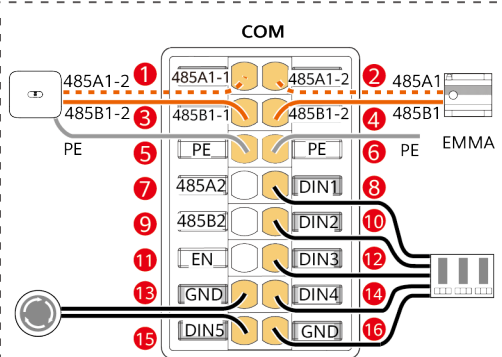 COM
485A1-2 1 485A1-1 485A1-2 2 485A1
485B1-2 3 485B1-1 485B1-2 4 485B1
PE 5 PE PE 6 PE EMMA
7 485A2 DIN1 8
9 485B2 DIN2 10
11 EN DIN3 12
13 GND DIN4 14
15 DIN5 GND 16